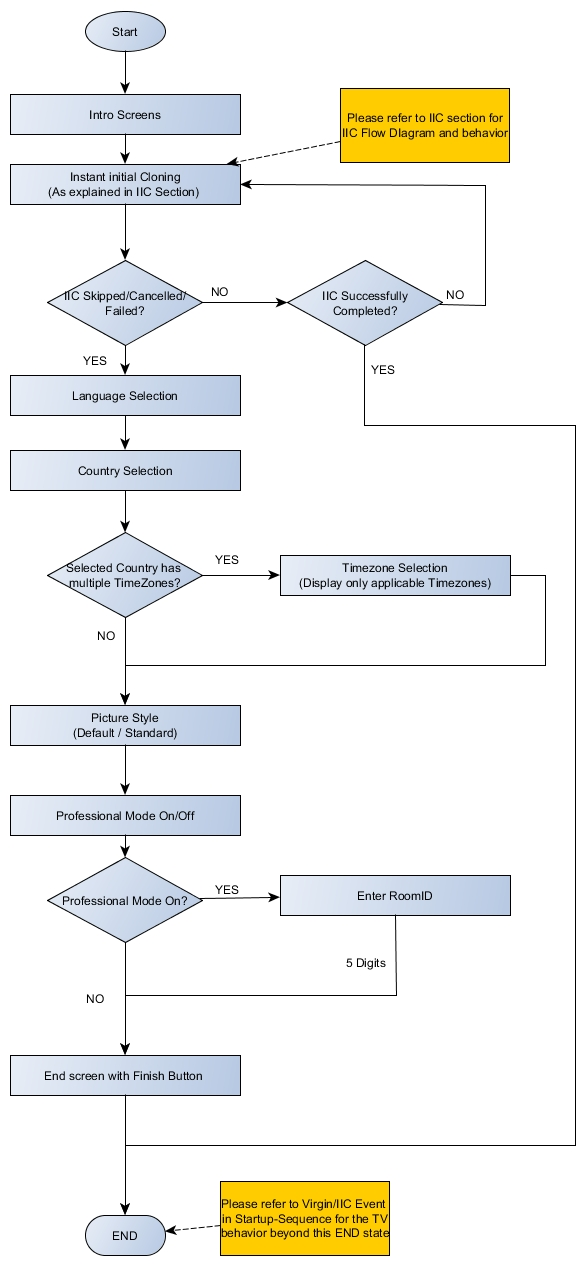 Start
Intro Screens
Please refer to IIC section for
IIC Flow DIagram and behavior
Instant initial Cloning
(As explained in IIC Section)
IIC Skipped/Cancelled/
Failed?
NO
IIC Successfully
Completed?
NO
YES
YES
Language Selection
Country Selection
Selected Country has
multiple TimeZones?
YES
Timezone Selection
(Display only applicable Timezones)
NO
Picture Style
(Default / Standard)
Professional Mode On/Off
Professional Mode On?
YES
Enter RoomID
5 Digits
NO
End screen with Finish Button
Please refer to Virgin/IIC Event
in Startup-Sequence for the TV
behavior beyond this END state
END